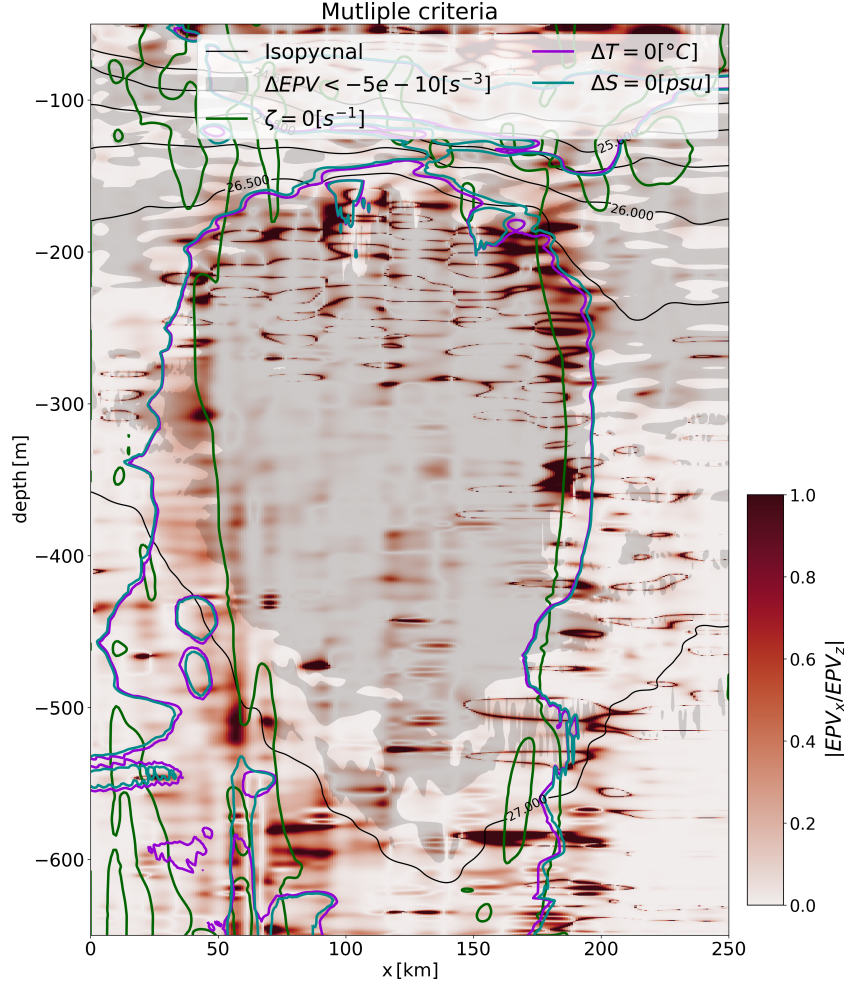 Mutliple criteria
Isopycnal
ΔEPV < −5e − 10[s⁻³]
ζ = 0[s⁻¹]
ΔT = 0[°C]
ΔS = 0[psu]
−100
−200
−300
−400
−500
−600
depth [m]
25.000
26.500
26.000
27.000
0
50
100
150
200
250
x [km]
1.0
0.8
0.6
0.4
0.2
0.0
|EPVₓ/EPV_z|